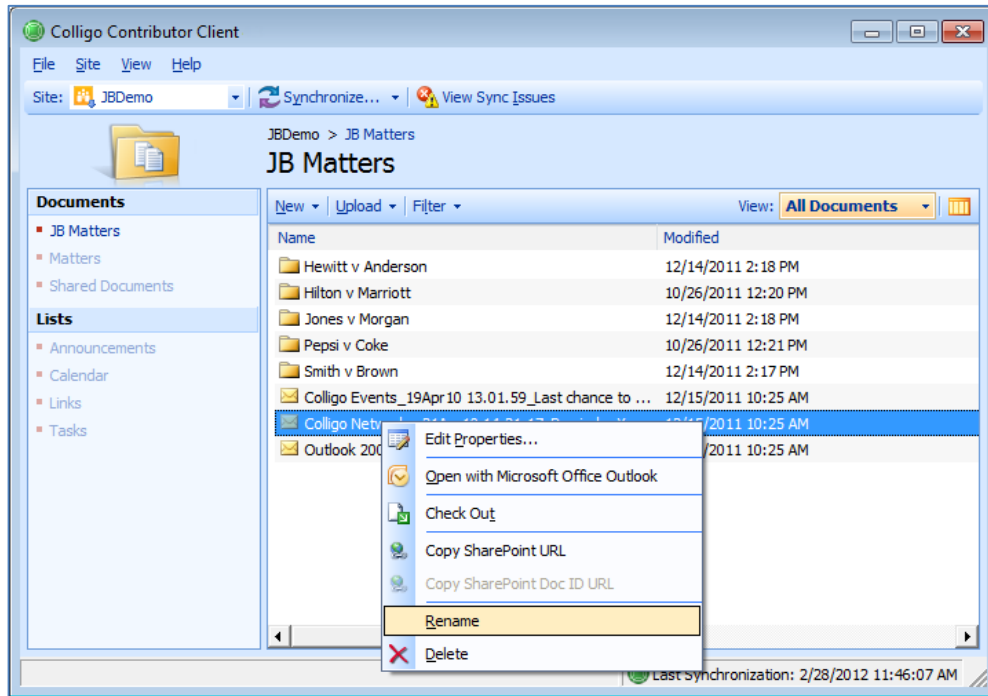 Colligo Contributor Client
File Site View Help
Site: JBDemo Synchronize... View Sync Issues
JBDemo > JB Matters
JB Matters
Documents
JB Matters
Matters
Shared Documents
Lists
Announcements
Calendar
Links
Tasks
New Upload Filter View: All Documents
Name Modified
Hewitt v Anderson 12/14/2011 2:18 PM
Hilton v Marriott 10/26/2011 12:20 PM
Jones v Morgan 12/14/2011 2:18 PM
Pepsi v Coke 10/26/2011 12:21 PM
Smith v Brown 12/14/2011 2:17 PM
Colligo Events_19Apr10 13.01.59_Last chance to ... 12/15/2011 10:25 AM
Colligo /2011 10:25 AM
Outlook 200 /2011 10:25 AM
Edit Properties...
Open with Microsoft Office Outlook
Check Out
Copy SharePoint URL
Copy SharePoint Doc ID URL
Rename
Delete
Last Synchronization: 2/28/2012 11:46:07 AM